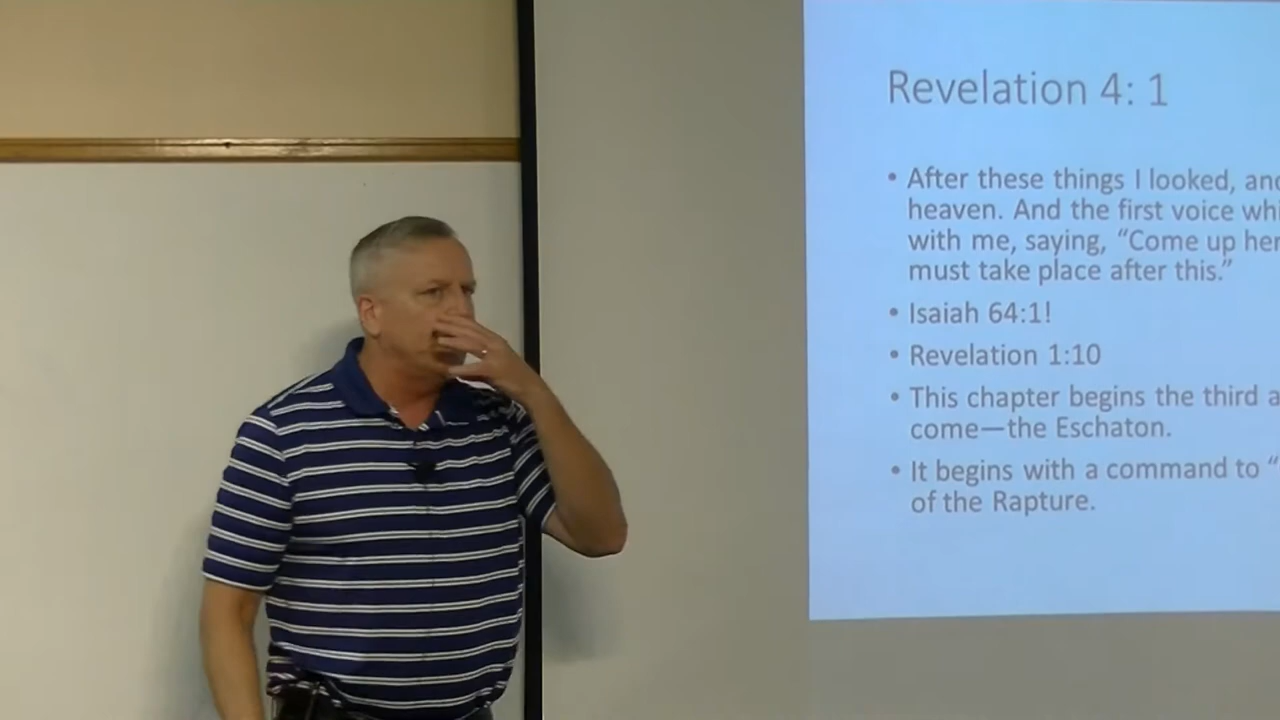 Revelation 4: 1
• After these things I looked, and
heaven. And the first voice whi
with me, saying, “Come up her
must take place after this.”
• Isaiah 64:1!
• Revelation 1:10
• This chapter begins the third a
come—the Eschaton.
• It begins with a command to “
of the Rapture.